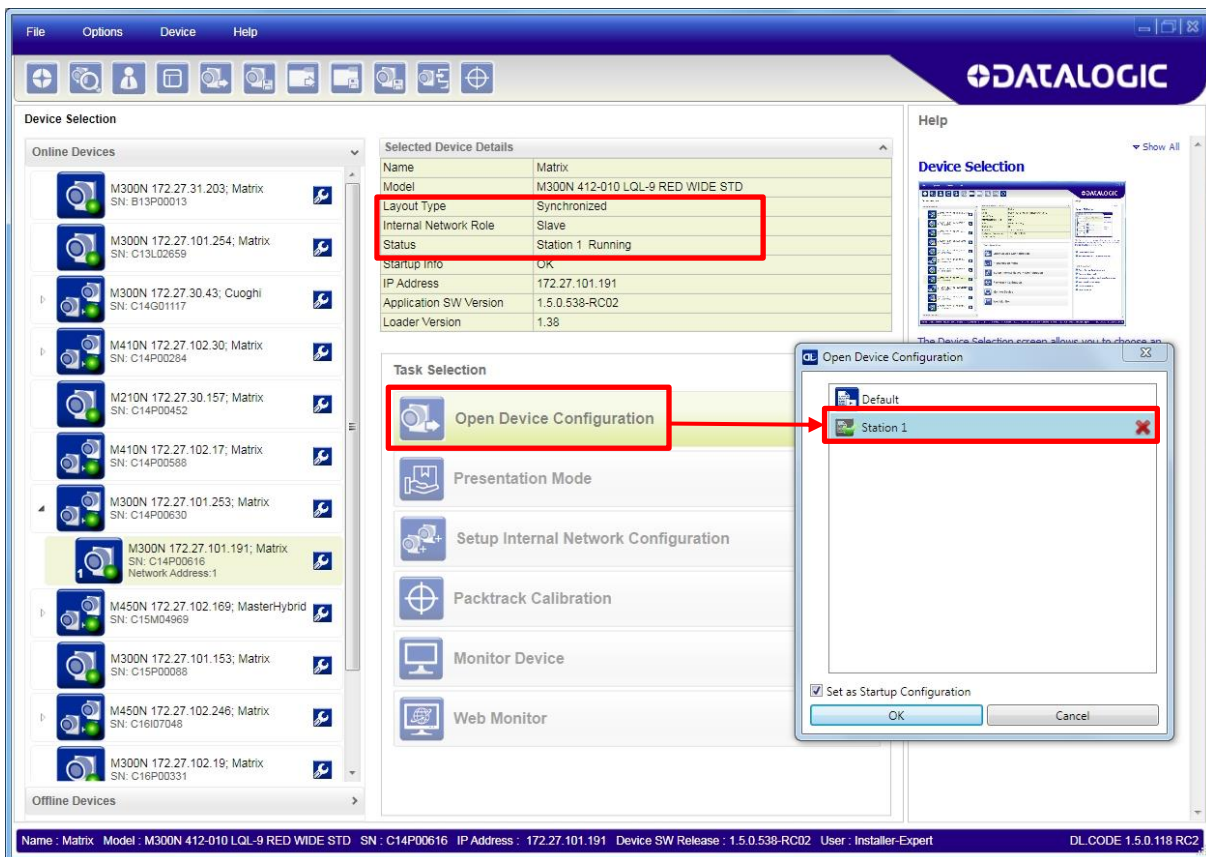 File Options Device Help
DATALOGIC
Device Selection
Online Devices
M300N 172.27.31.203; Matrix
SN: B13P00013
M300N 172.27.101.254; Matrix
SN: C13L02659
M300N 172.27.30.43; Cuoghi
SN: C14G01117
M410N 172.27.102.30; Matrix
SN: C14P00284
M210N 172.27.30.157; Matrix
SN: C14P00452
M410N 172.27.102.17; Matrix
SN: C14P00588
M300N 172.27.101.253; Matrix
SN: C14P00630
1
M300N 172.27.101.191; Matrix
SN: C14P00616
Network Address:1
M450N 172.27.102.169; MasterHybrid
SN: C15M04969
M300N 172.27.101.153; Matrix
SN: C15P00088
M450N 172.27.102.246; Matrix
SN: C16I07048
M300N 172.27.102.19; Matrix
SN: C16P00331
Offline Devices
Selected Device Details
Name Matrix
Model M300N 412-010 LQL-9 RED WIDE STD
Layout Type Synchronized
Internal Network Role Slave
Status Station 1 Running
Startup Info OK
IP Address 172.27.101.191
Application SW Version 1.5.0.538-RC02
Loader Version 1.38
Task Selection
Open Device Configuration
Presentation Mode
Setup Internal Network Configuration
Packtrack Calibration
Monitor Device
Web Monitor
Help
Show All
Device Selection
The Device Selection screen allows you to choose an
Open Device Configuration
Default
Station 1
Set as Startup Configuration
OK Cancel
Name : Matrix Model : M300N 412-010 LQL-9 RED WIDE STD SN : C14P00616 IP Address : 172.27.101.191 Device SW Release : 1.5.0.538-RC02 User : Installer-Expert DL.CODE 1.5.0.118 RC2